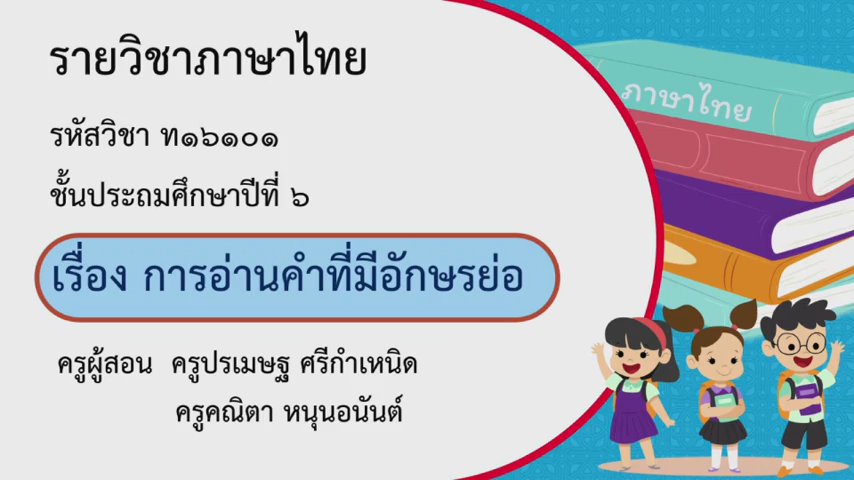 รายวิชาภาษาไทย
รหัสวิชา ท๑๖๑๐๑
ชั้นประถมศึกษาปีที่ ๖
เรื่อง การอ่านคำที่มีอักษรย่อ
ครูผู้สอน ครูปรเมษฐ ศรีกำเหนิด
ครูคณิตา หนุนอนันต์
ภาษาไทย